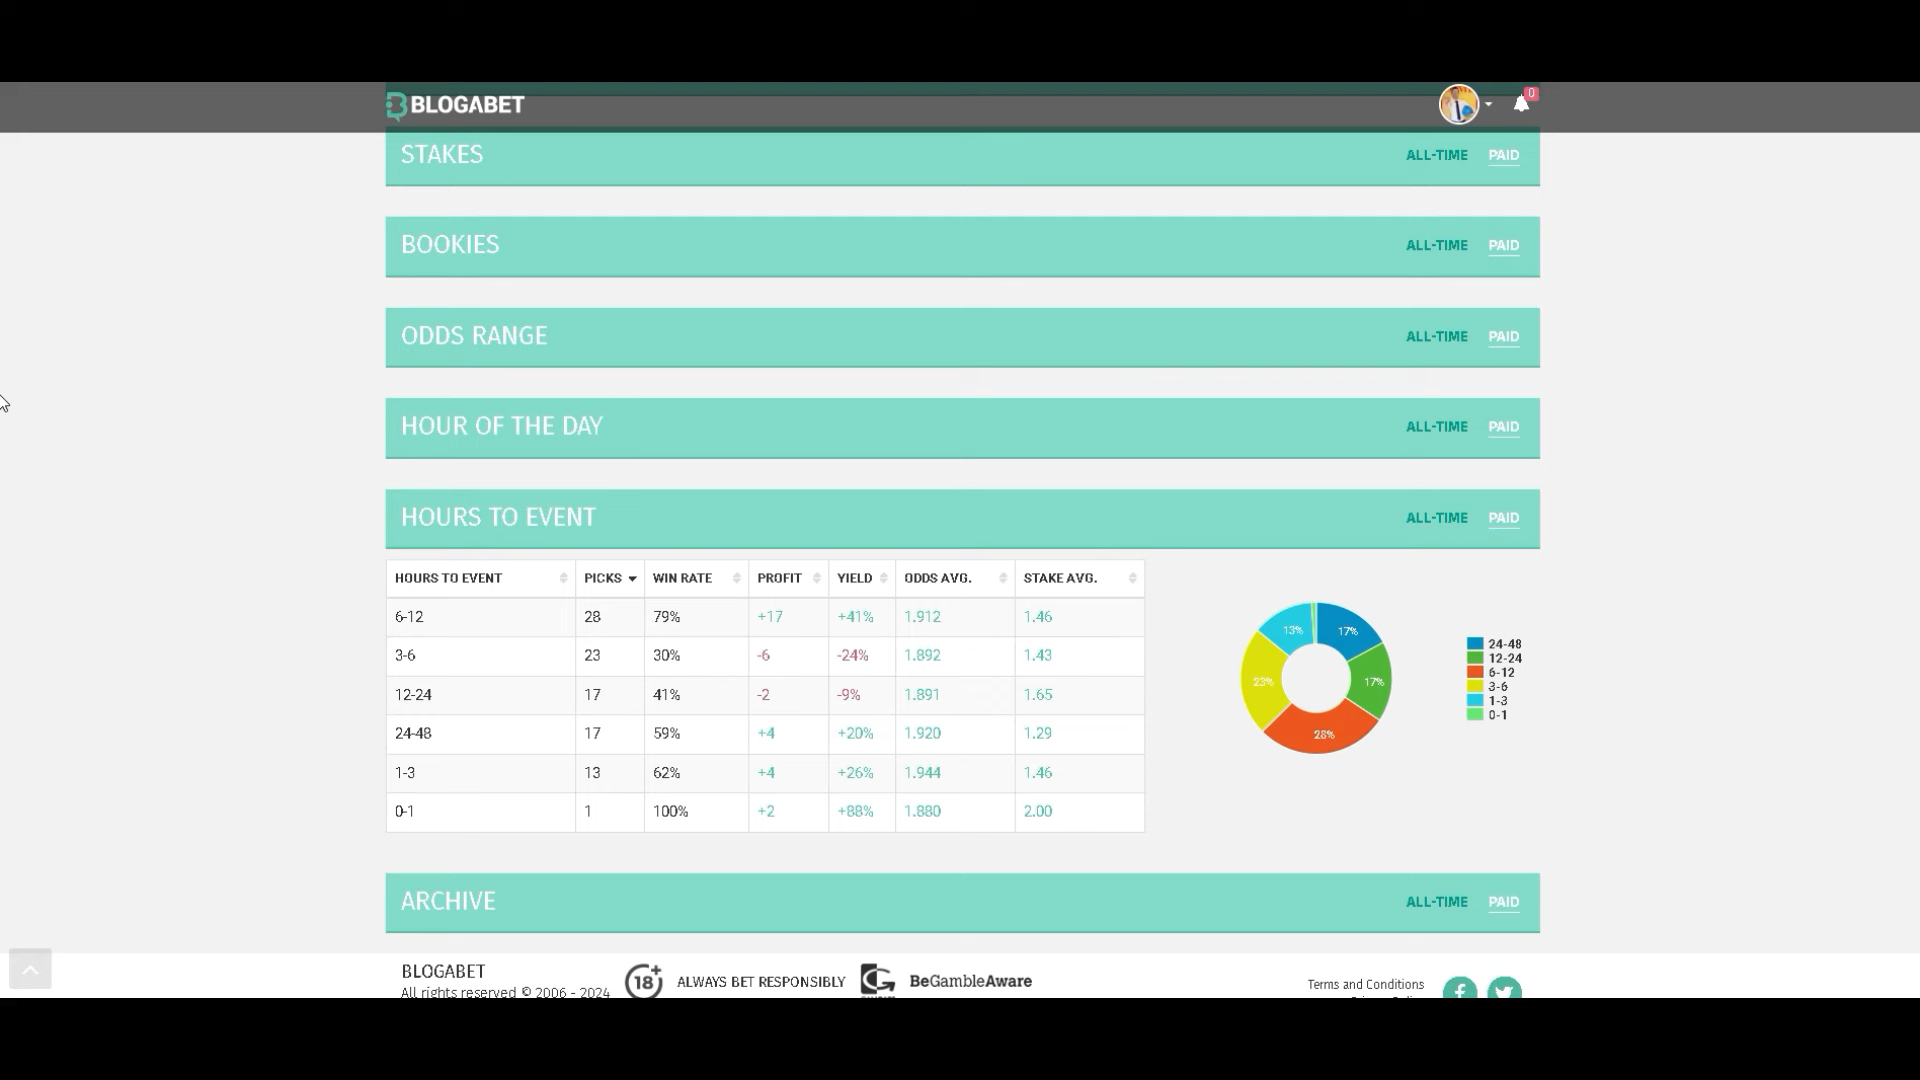 BLOGABET
0
STAKES ALL-TIME PAID
BOOKIES ALL-TIME PAID
ODDS RANGE ALL-TIME PAID
HOUR OF THE DAY ALL-TIME PAID
HOURS TO EVENT ALL-TIME PAID
HOURS TO EVENT PICKS WIN RATE PROFIT YIELD ODDS AVG. STAKE AVG.
6-12 28 79% +17 +41% 1.912 1.46
3-6 23 30% -6 -24% 1.892 1.43
12-24 17 41% -2 -9% 1.891 1.65
24-48 17 59% +4 +20% 1.920 1.29
1-3 13 62% +4 +26% 1.944 1.46
0-1 1 100% +2 +88% 1.880 2.00
13% 17%
23% 17%
28%
24-48
12-24
6-12
3-6
1-3
0-1
ARCHIVE ALL-TIME PAID
BLOGABET
All rights reserved © 2006 - 2024
18+ ALWAYS BET RESPONSIBLY
G BeGambleAware
Terms and Conditions